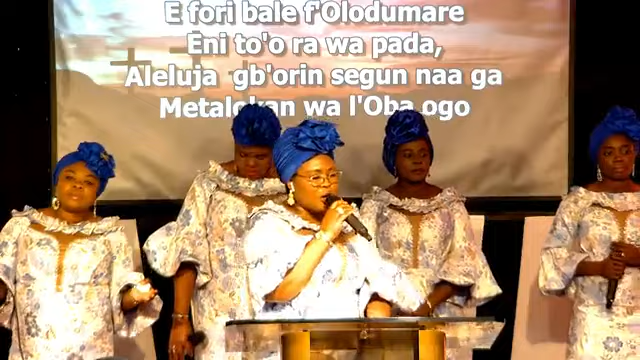 E fori bale f'Olodumare
Eni to'o ra wa pada,
Aleluja gb'orin segun naa ga
Metalokan wa l'Oba ogo